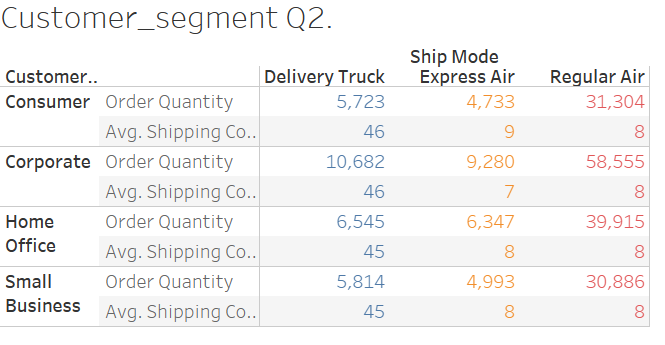 Customer_segment Q2.
Ship Mode
Customer.. Delivery Truck Express Air Regular Air
Consumer Order Quantity 5,723 4,733 31,304
Avg. Shipping Co.. 46 9 8
Corporate Order Quantity 10,682 9,280 58,555
Avg. Shipping Co.. 46 7 8
Home Order Quantity 6,545 6,347 39,915
Office Avg. Shipping Co.. 45 8 8
Small Order Quantity 5,814 4,993 30,886
Business Avg. Shipping Co.. 45 8 8